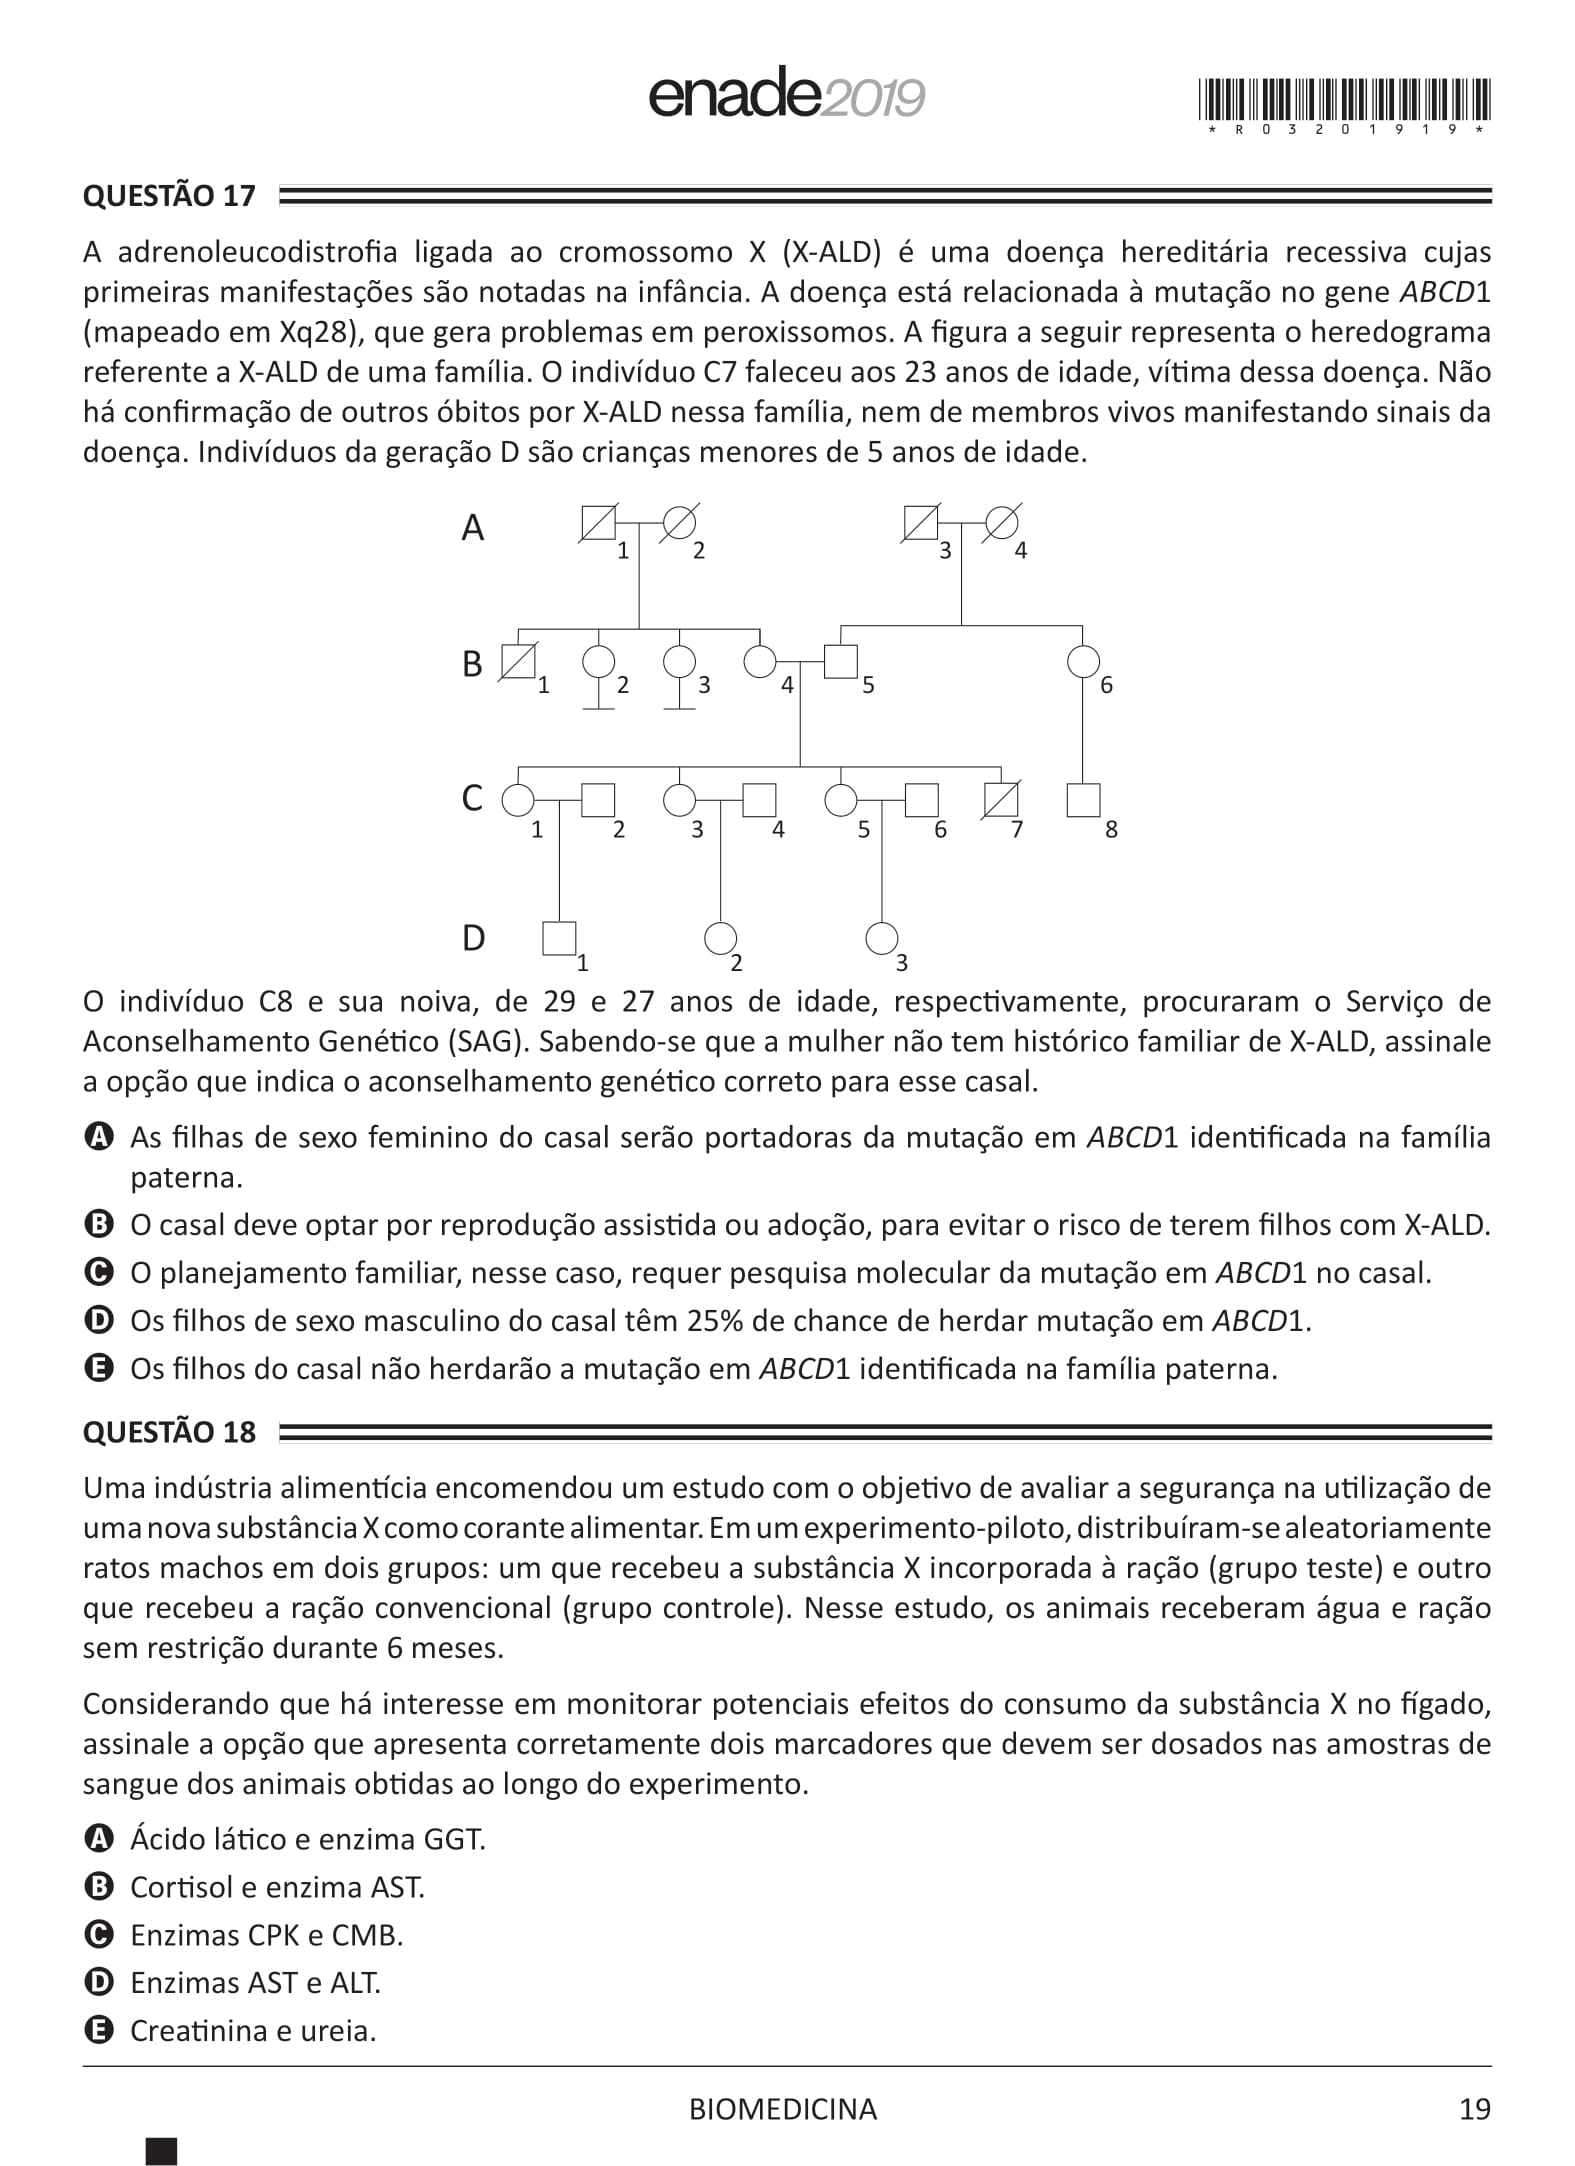 enade2019
*R03201919*
QUESTÃO 17
A adrenoleucodistrofia ligada ao cromossomo X (X-ALD) é uma doença hereditária recessiva cujas
primeiras manifestações são notadas na infância. A doença está relacionada à mutação no gene ABCD1
(mapeado em Xq28), que gera problemas em peroxissomos. A figura a seguir representa o heredograma
referente a X-ALD de uma família. O indivíduo C7 faleceu aos 23 anos de idade, vítima dessa doença. Não
há confirmação de outros óbitos por X-ALD nessa família, nem de membros vivos manifestando sinais da
doença. Indivíduos da geração D são crianças menores de 5 anos de idade.
A
1 2 3 4
B
1 2 3 4 5 6
C
1 2 3 4 5 6 7 8
D
1 2 3
O indivíduo C8 e sua noiva, de 29 e 27 anos de idade, respectivamente, procuraram o Serviço de
Aconselhamento Genético (SAG). Sabendo-se que a mulher não tem histórico familiar de X-ALD, assinale
a opção que indica o aconselhamento genético correto para esse casal.
A As filhas de sexo feminino do casal serão portadoras da mutação em ABCD1 identificada na família
paterna.
B O casal deve optar por reprodução assistida ou adoção, para evitar o risco de terem filhos com X-ALD.
C O planejamento familiar, nesse caso, requer pesquisa molecular da mutação em ABCD1 no casal.
D Os filhos de sexo masculino do casal têm 25% de chance de herdar mutação em ABCD1.
E Os filhos do casal não herdarão a mutação em ABCD1 identificada na família paterna.
QUESTÃO 18
Uma indústria alimentícia encomendou um estudo com o objetivo de avaliar a segurança na utilização de
uma nova substância X como corante alimentar. Em um experimento-piloto, distribuíram-se aleatoriamente
ratos machos em dois grupos: um que recebeu a substância X incorporada à ração (grupo teste) e outro
que recebeu a ração convencional (grupo controle). Nesse estudo, os animais receberam água e ração
sem restrição durante 6 meses.
Considerando que há interesse em monitorar potenciais efeitos do consumo da substância X no fígado,
assinale a opção que apresenta corretamente dois marcadores que devem ser dosados nas amostras de
sangue dos animais obtidas ao longo do experimento.
A Ácido lático e enzima GGT.
B Cortisol e enzima AST.
C Enzimas CPK e CMB.
D Enzimas AST e ALT.
E Creatinina e ureia.
BIOMEDICINA
19